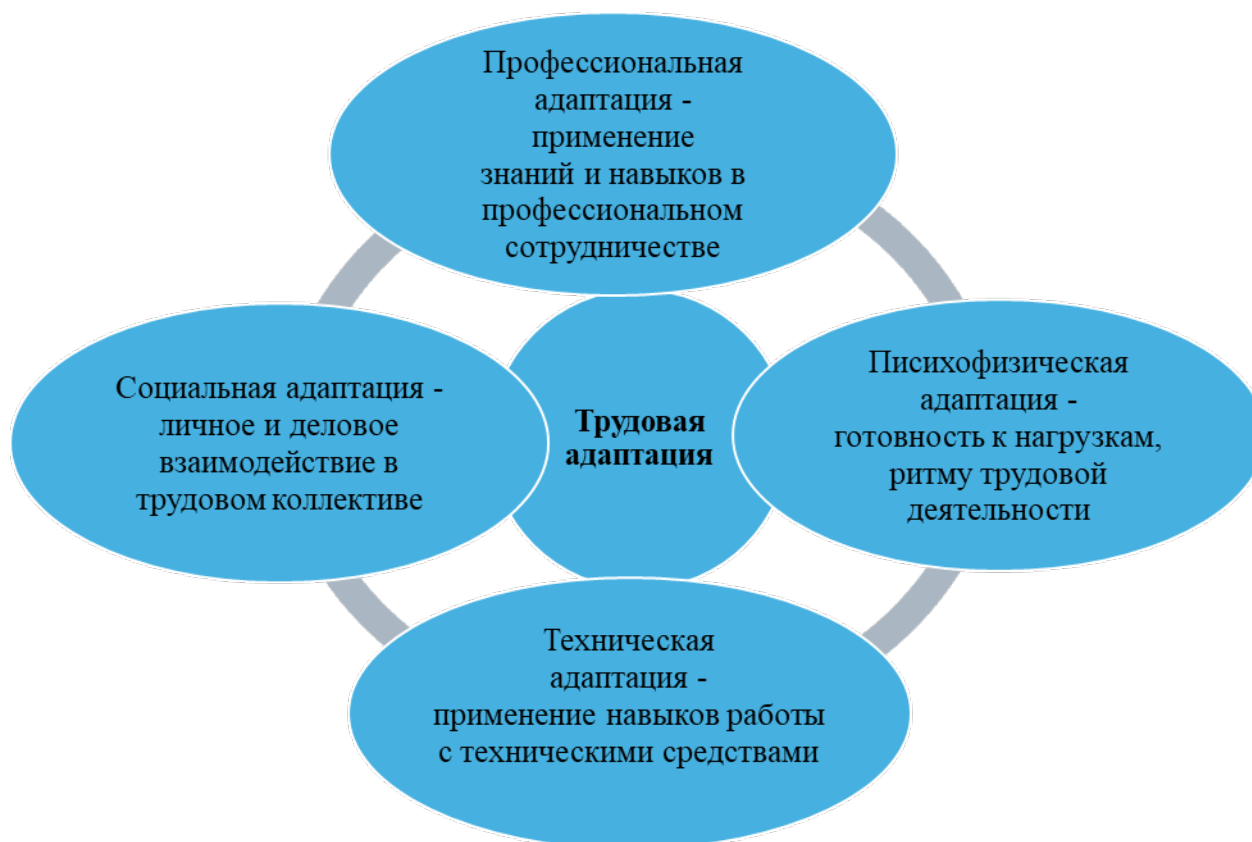 Профессиональная
адаптация -
применение
знаний и навыков в
профессиональном
сотрудничестве
Социальная адаптация -
личное и деловое
взаимодействие в
трудовом коллективе
Трудовая
адаптация
Писихофизическая
адаптация -
готовность к нагрузкам,
ритму трудовой
деятельности
Техническая
адаптация -
применение навыков работы
с техническими средствами